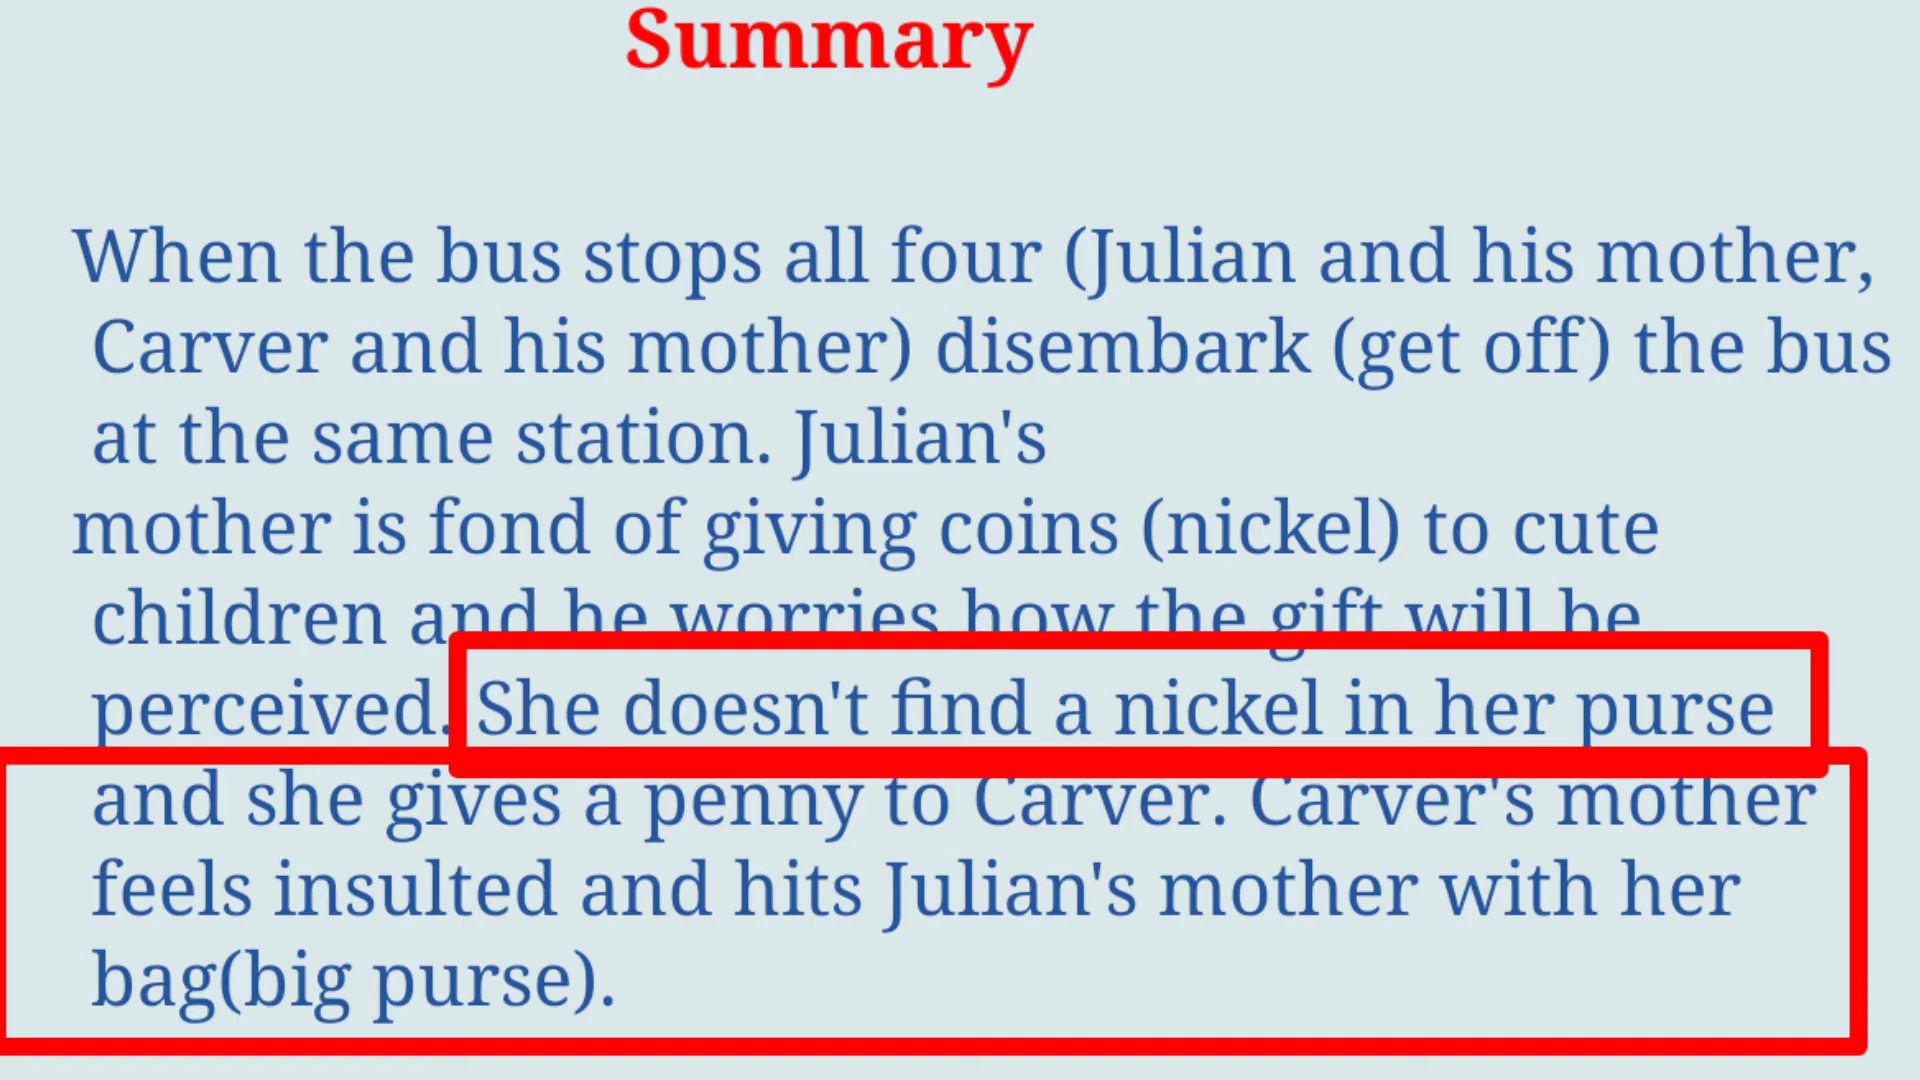 Summary
When the bus stops all four (Julian and his mother,
Carver and his mother) disembark (get off) the bus
at the same station. Julian's
mother is fond of giving coins (nickel) to cute
children and he worries how the gift will be
perceived. She doesn't find a nickel in her purse
and she gives a penny to Carver. Carver's mother
feels insulted and hits Julian's mother with her
bag(big purse).